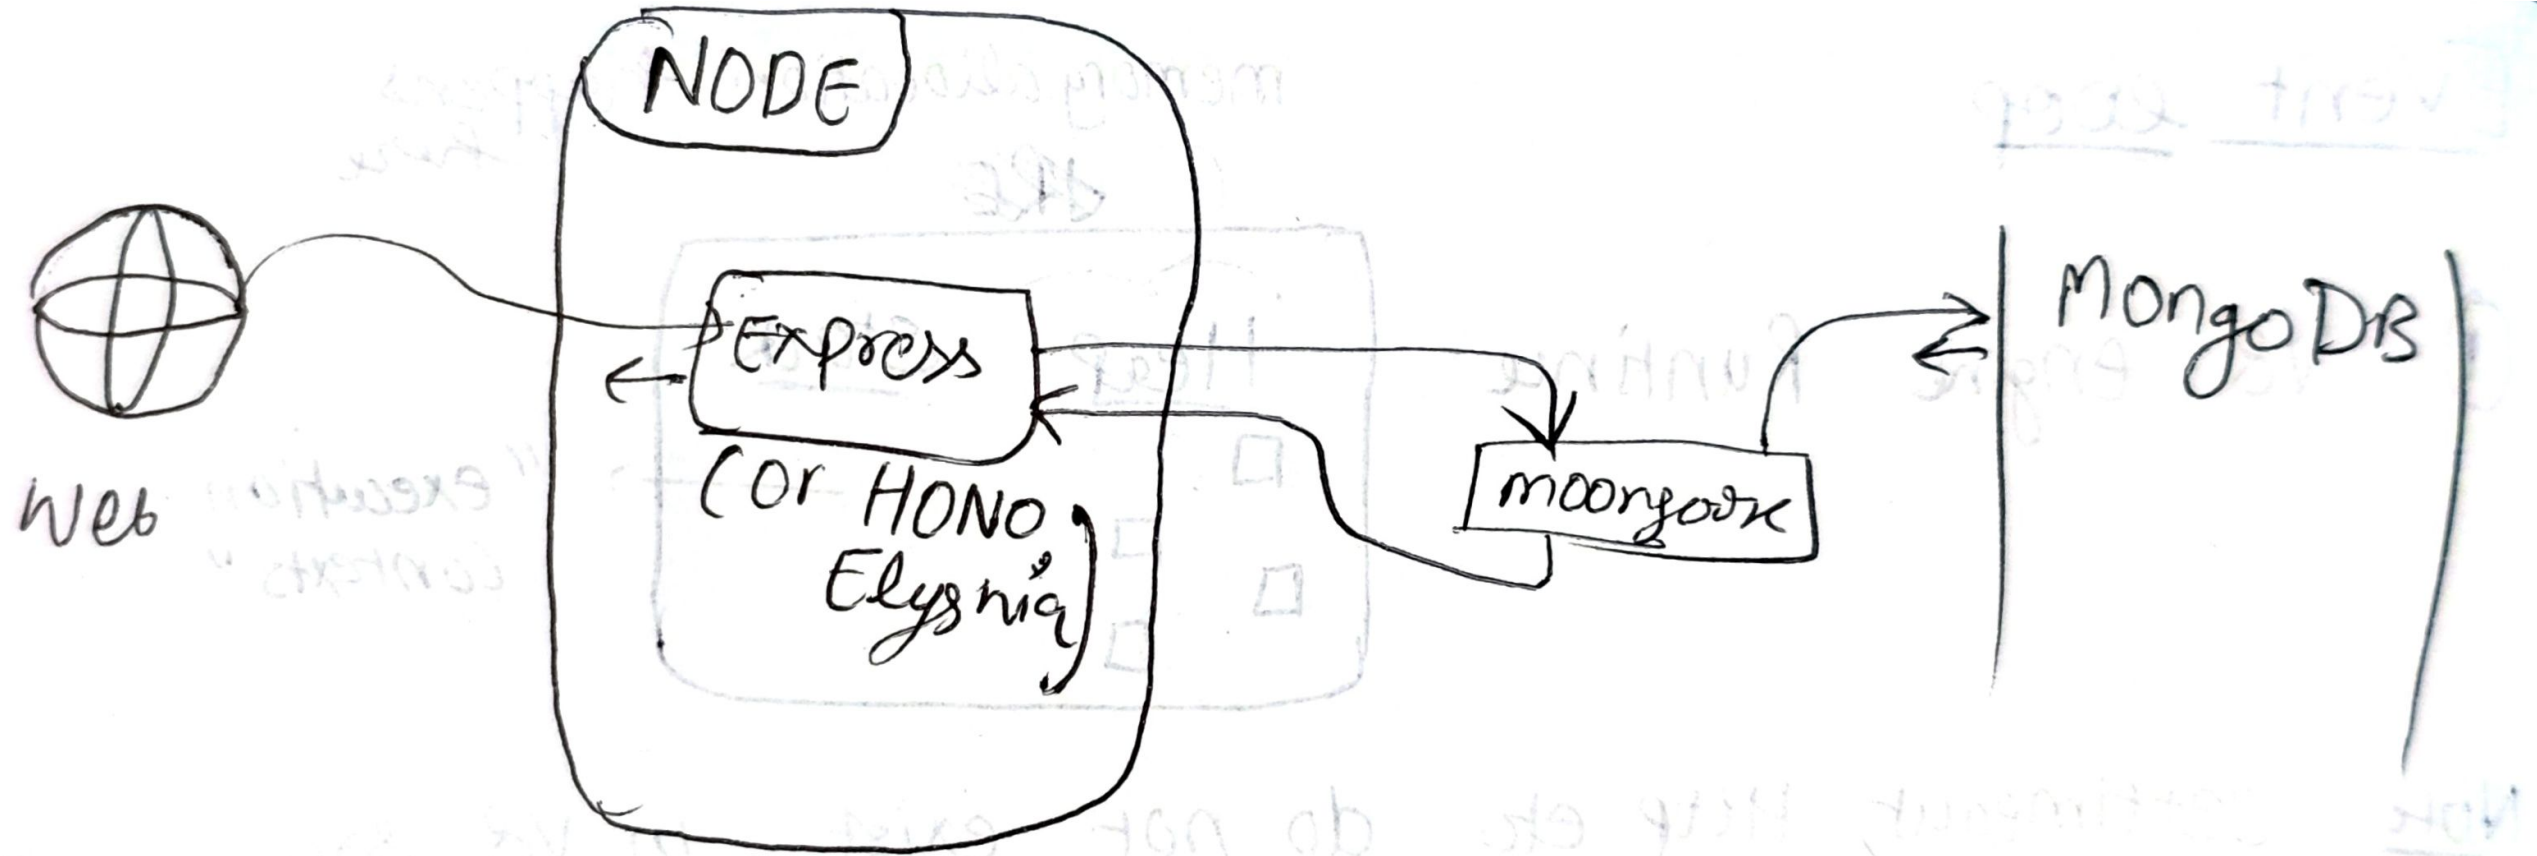 NODE
Web
Express
(or HONO
Elysnia)
moongoose
MongoDB